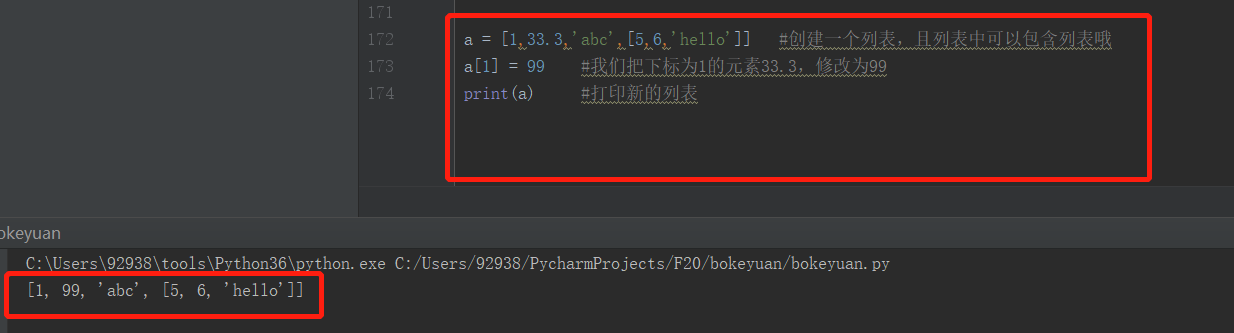 171
172 a = [1,33.3,'abc',[5,6,'hello']] #创建一个列表，且列表中可以包含列表哦
173 a[1] = 99 #我们把下标为1的元素33.3，修改为99
174 print(a) #打印新的列表
okeyuan
C:\Users\92938\tools\Python36\python.exe C:/Users/92938/PycharmProjects/F20/bokeyuan/bokeyuan.py
[1, 99, 'abc', [5, 6, 'hello']]